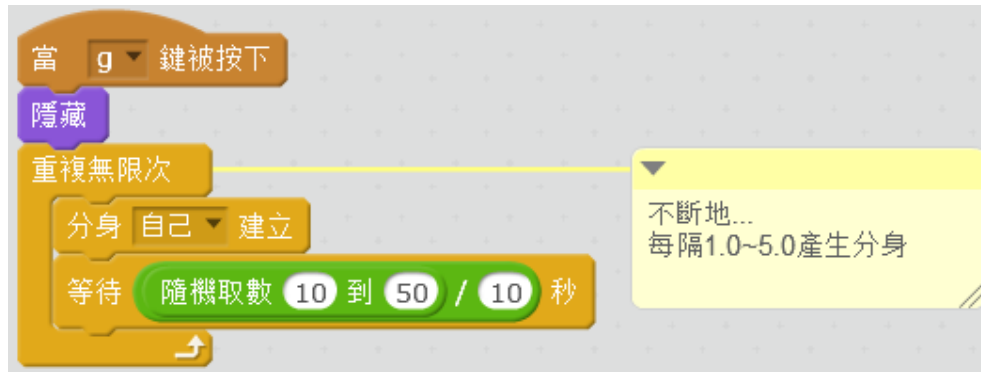 當 g 鍵被按下
隱藏
重複無限次
分身 自己 建立
等待 隨機取數 10 到 50 / 10 秒
不斷地...
每隔1.0~5.0產生分身